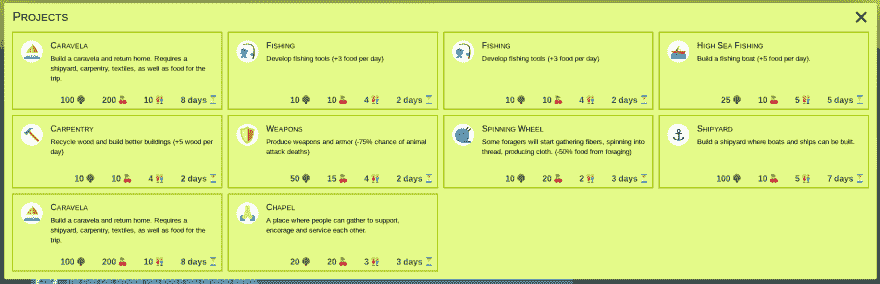 PROJECTS
CARAVELA
Build a caravela and return home. Requires a
shipyard, carpentry, textiles, as well as food for the
trip.
100 200 10 8 days
FISHING
Develop fishing tools (+3 food per day)
10 10 4 2 days
FISHING
Develop fishing tools (+3 food per day)
10 10 4 2 days
HIGH SEA FISHING
Build a fishing boat (+5 food per day).
25 10 5 5 days
CARPENTRY
Recycle wood and build better buildings (+5 wood per
day)
10 10 4 2 days
WEAPONS
Produce weapons and armor (-75% chance of animal
attack deaths)
50 15 4 2 days
SPINNING WHEEL
Some foragers will start gathering fibers, spinning into
thread, producing cloth. (-50% food from foraging)
10 20 2 3 days
SHIPYARD
Build a shipyard where boats and ships can be built.
100 10 5 7 days
CARAVELA
Build a caravela and return home. Requires a
shipyard, carpentry, textiles, as well as food for the
trip.
100 200 10 8 days
CHAPEL
A place where people can gather to support,
encorage and service each other.
20 20 3 3 days